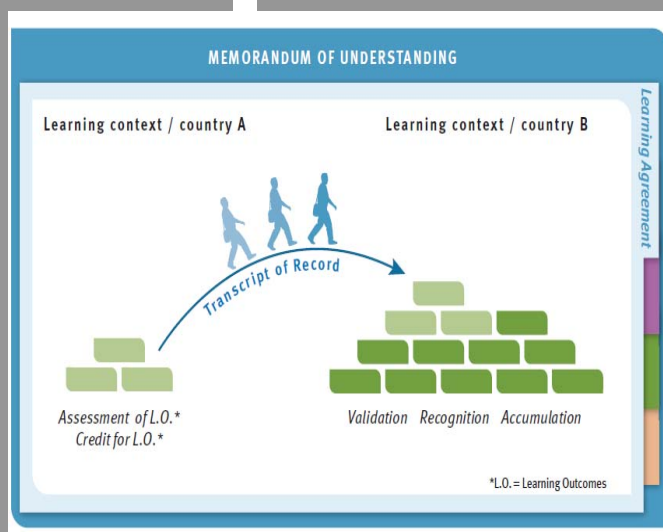 MEMORANDUM OF UNDERSTANDING
Learning context / country A
Learning context / country B
Learning Agreement
Transcript of Record
Assessment of L.O.*
Credit for L.O.*
Validation Recognition Accumulation
*L.O. = Learning Outcomes